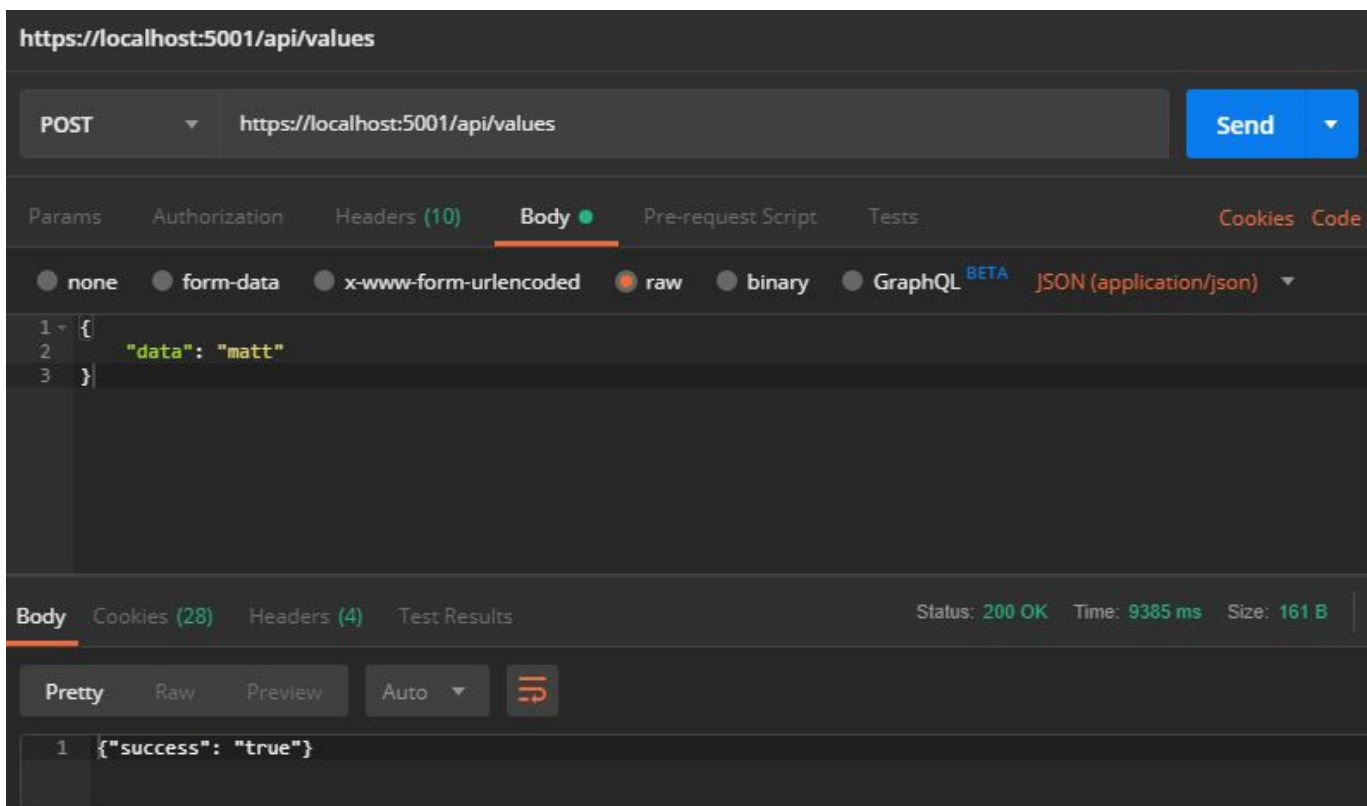 https://localhost:5001/api/values
POST https://localhost:5001/api/values Send
Params Authorization Headers (10) Body Pre-request Script Tests Cookies Code
none form-data x-www-form-urlencoded raw binary GraphQL BETA JSON (application/json)
1 {
2 "data": "matt"
3 }
Body Cookies (28) Headers (4) Test Results Status: 200 OK Time: 9385 ms Size: 161 B
Pretty Raw Preview Auto
1 {"success": "true"}